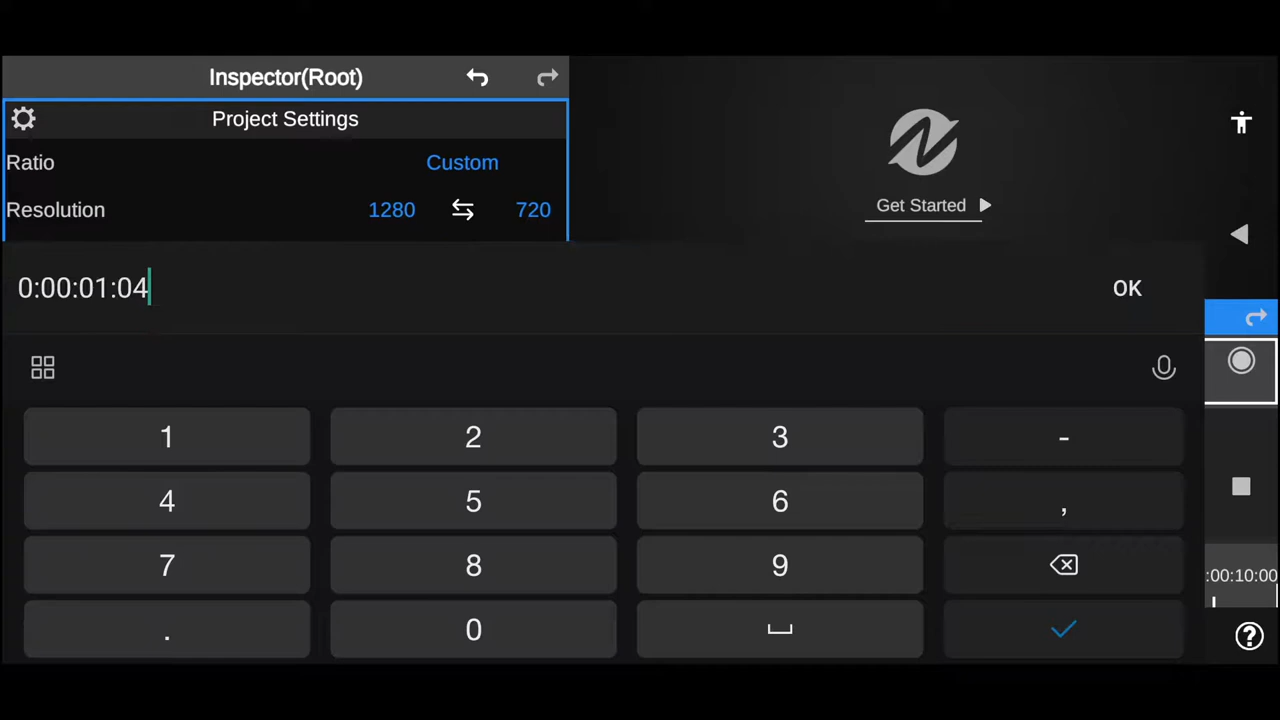 Inspector(Root)
Project Settings
Ratio Custom
Resolution 1280 720
Get Started
0:00:01:04
OK
1 2 3 -
4 5 6 ,
7 8 9
. 0
:00:10:00